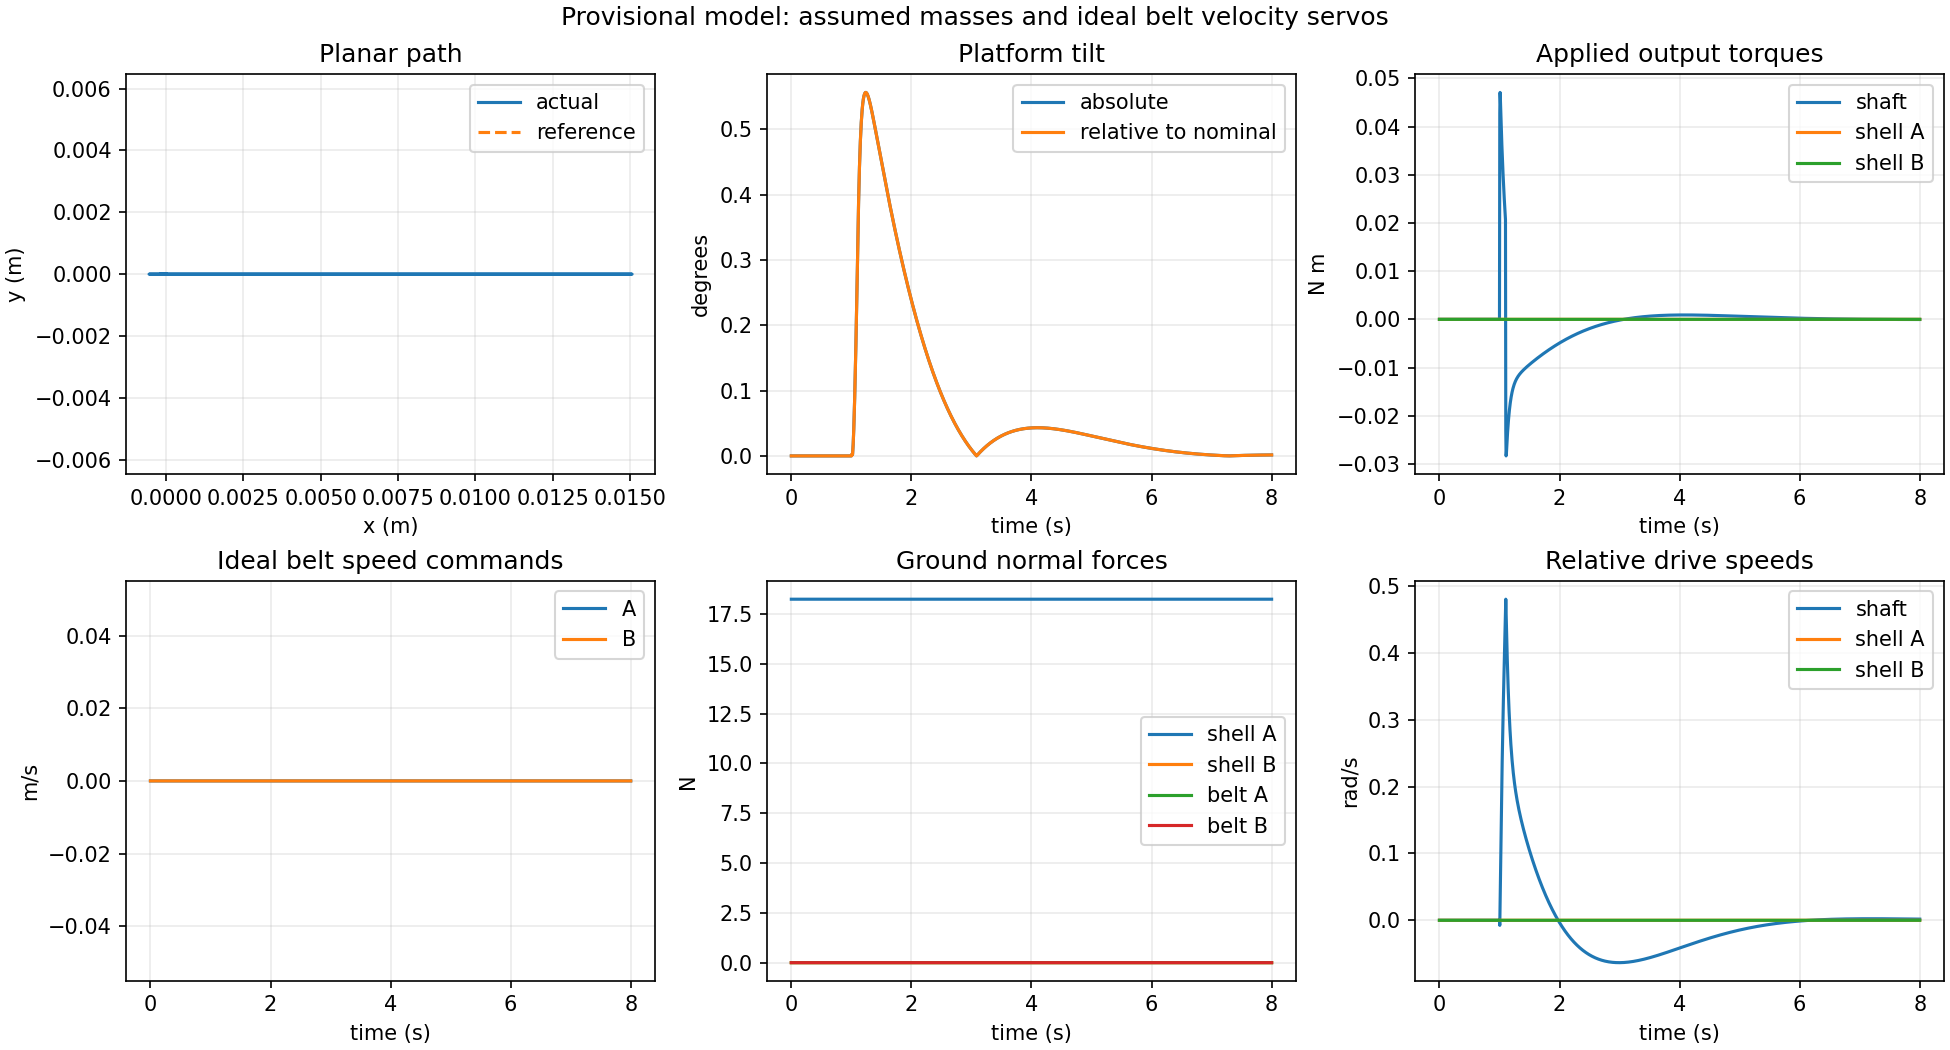 Provisional model: assumed masses and ideal belt velocity servos
Planar path
0.006
0.004
0.002
0.000
−0.002
−0.004
−0.006
y (m)
actual
reference
0.0000 0.0025 0.0050 0.0075 0.0100 0.0125 0.0150
x (m)
Platform tilt
0.5
0.4
0.3
0.2
0.1
0.0
degrees
absolute
relative to nominal
0 2 4 6 8
time (s)
Applied output torques
0.05
0.04
0.03
0.02
0.01
0.00
−0.01
−0.02
−0.03
N m
shaft
shell A
shell B
0 2 4 6 8
time (s)
Ideal belt speed commands
0.04
0.02
0.00
−0.02
−0.04
m/s
A
B
0 2 4 6 8
time (s)
Ground normal forces
17.5
15.0
12.5
10.0
7.5
5.0
2.5
0.0
N
shell A
shell B
belt A
belt B
0 2 4 6 8
time (s)
Relative drive speeds
0.5
0.4
0.3
0.2
0.1
0.0
rad/s
shaft
shell A
shell B
0 2 4 6 8
time (s)